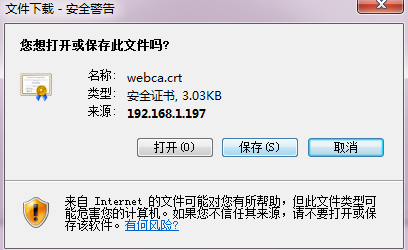 文件下载 - 安全警告
您想打开或保存此文件吗?
名称: webca.crt
类型: 安全证书, 3.03KB
来源: 192.168.1.197
打开(O) 保存(S) 取消
来自 Internet 的文件可能对您有所帮助，但此文件类型可
能危害您的计算机。如果您不信任其来源，请不要打开或保
存该软件。有何风险?